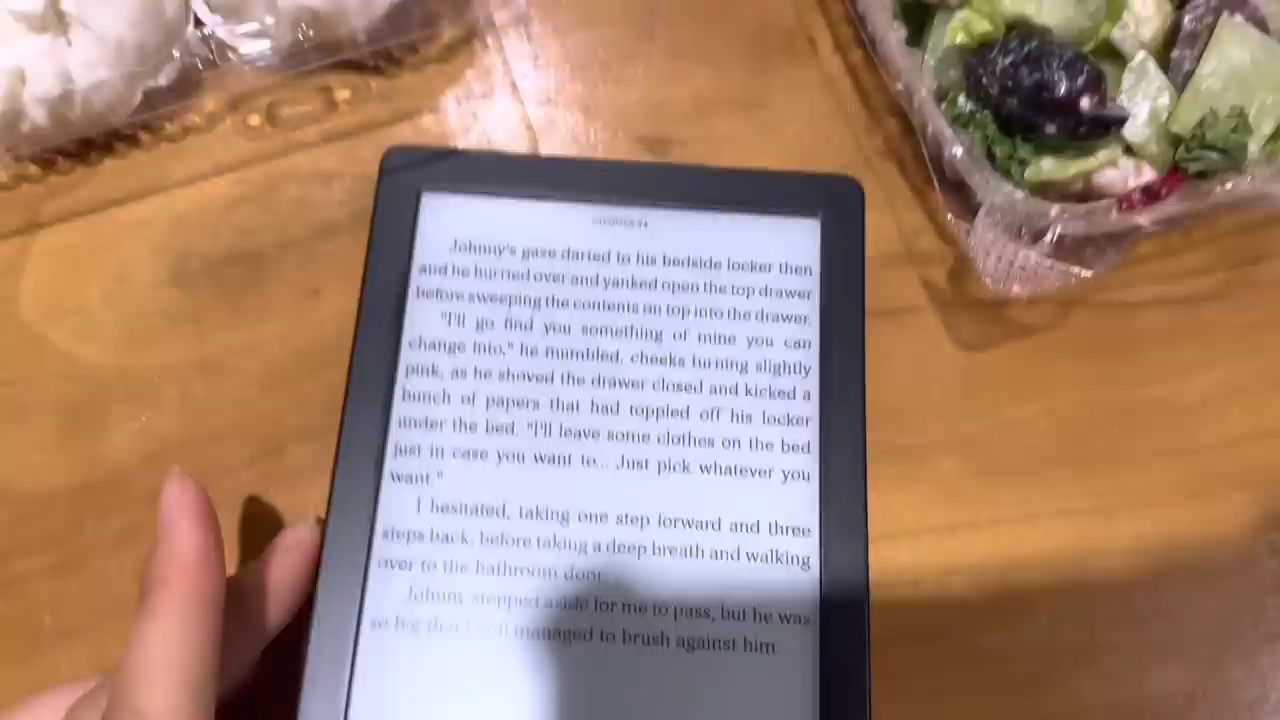 Johnny's gaze darted to his bedside locker then
and he hurried over and yanked open the top drawer
before sweeping the contents on top into the drawer.
"I'll go find you something of mine you can
change into," he mumbled, cheeks turning slightly
pink, as he shoved the drawer closed and kicked a
bunch of papers that had toppled off his locker
under the bed. "I'll leave some clothes on the bed
just in case you want to... Just pick whatever you
want."
I hesitated, taking one step forward and three
steps back, before taking a deep breath and walking
over to the bathroom door.
Johnny stepped aside for me to pass, but he was
so big that I still managed to brush against him.